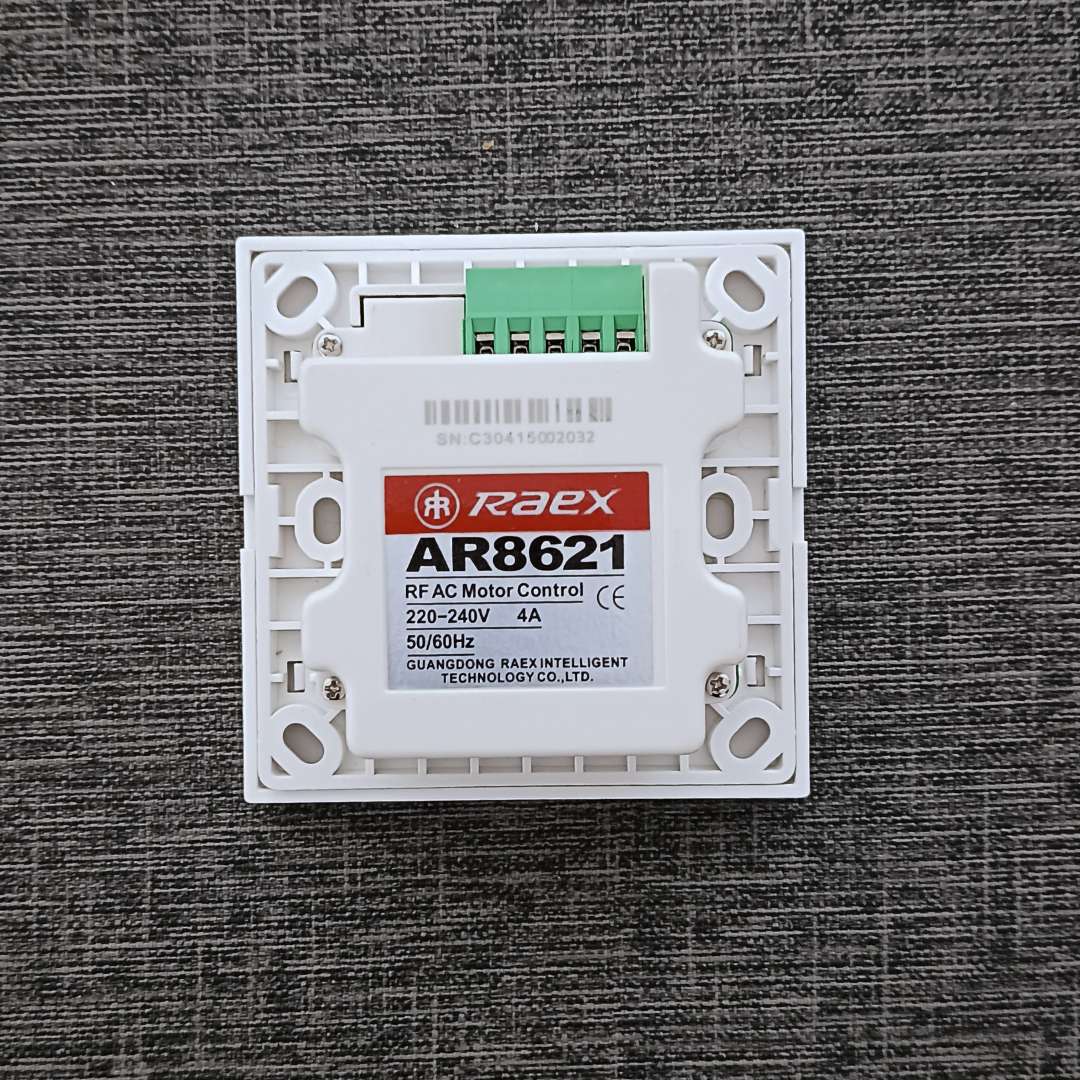 SN:C30415002032
RAEX
AR8621
RF AC Motor Control
CE
220-240V 4A
50/60Hz
GUANGDONG RAEX INTELLIGENT
TECHNOLOGY CO.,LTD.